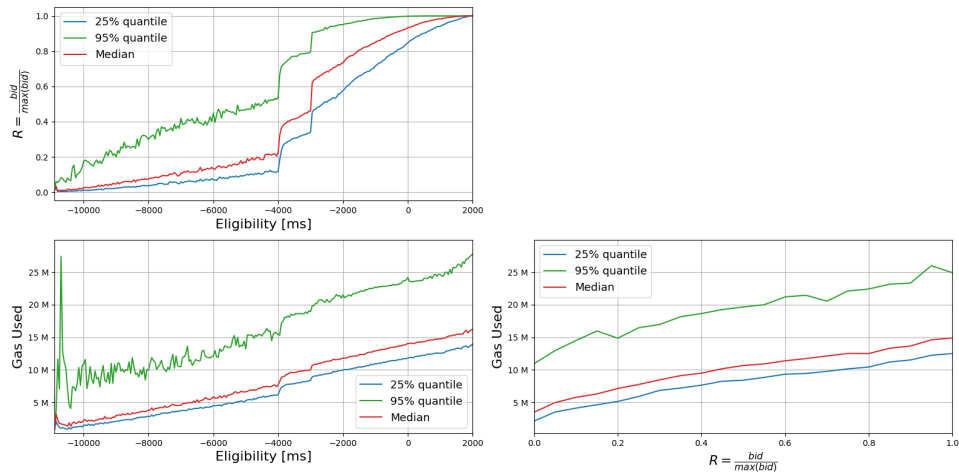 25% quantile
95% quantile
Median
R = bid / max(bid)
1.0
0.8
0.6
0.4
0.2
0.0
−10000 −8000 −6000 −4000 −2000 0 2000
Eligibility [ms]
Gas Used
25 M
20 M
15 M
10 M
5 M
25% quantile
95% quantile
Median
−10000 −8000 −6000 −4000 −2000 0 2000
Eligibility [ms]
25% quantile
95% quantile
Median
Gas Used
25 M
20 M
15 M
10 M
5 M
0.0 0.2 0.4 0.6 0.8 1.0
R = bid / max(bid)